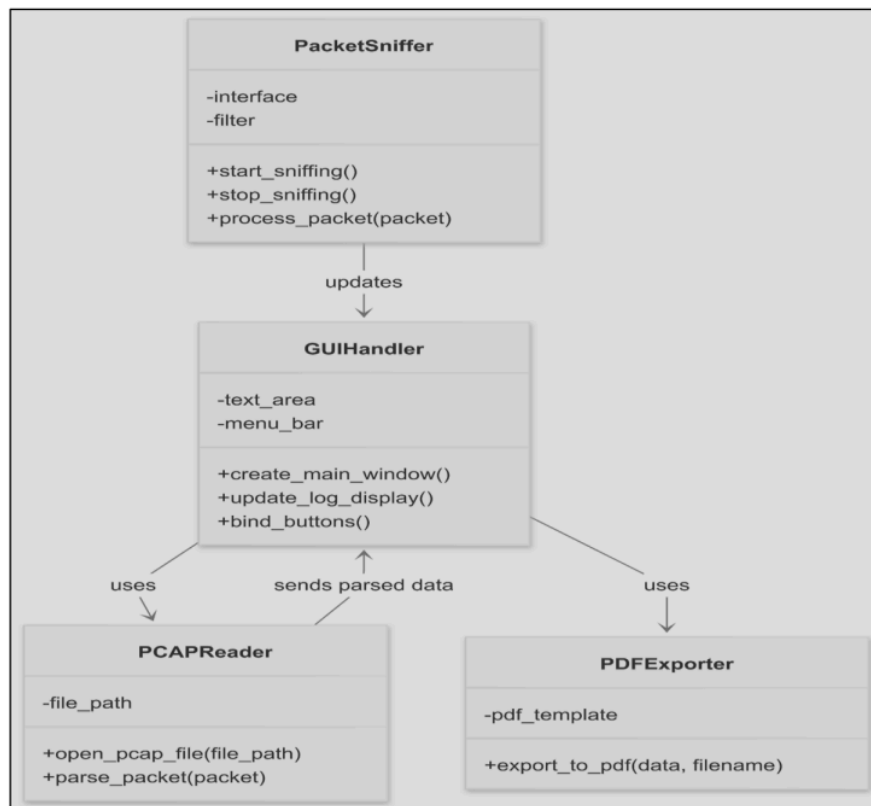 PacketSniffer
-interface
-filter
+start_sniffing()
+stop_sniffing()
+process_packet(packet)
updates
GUIHandler
-text_area
-menu_bar
+create_main_window()
+update_log_display()
+bind_buttons()
uses
sends parsed data
uses
PCAPReader
-file_path
+open_pcap_file(file_path)
+parse_packet(packet)
PDFExporter
-pdf_template
+export_to_pdf(data, filename)